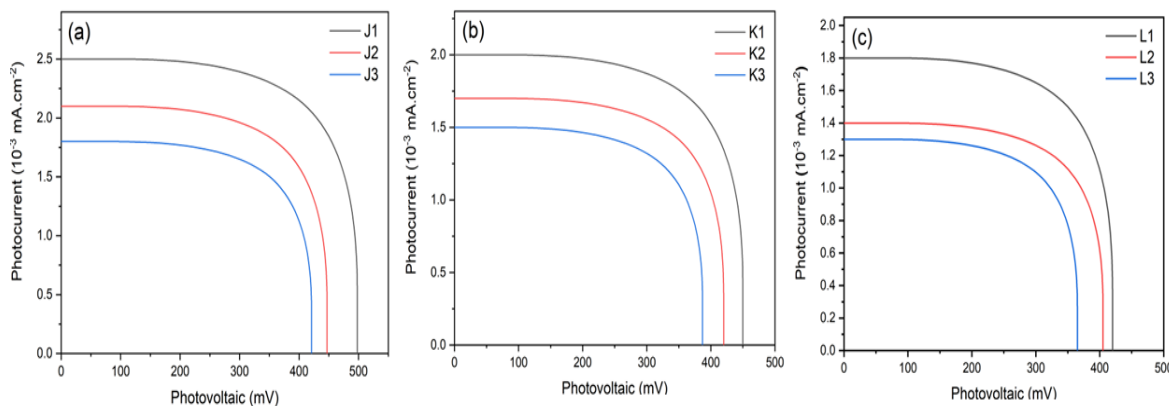 (a)
J1
J2
J3
2.5
2.0
1.5
1.0
0.5
0.0
0 100 200 300 400 500
Photocurrent (10⁻³ mA.cm⁻²)
Photovoltaic (mV)
(b)
K1
K2
K3
2.0
1.5
1.0
0.5
0.0
0 100 200 300 400 500
Photocurrent (10⁻³ mA.cm⁻²)
Photovoltaic (mV)
(c)
L1
L2
L3
2.0
1.8
1.6
1.4
1.2
1.0
0.8
0.6
0.4
0.2
0.0
0 100 200 300 400 500
Photocurrent (10⁻³ mA.cm⁻²)
Photovoltaic (mV)